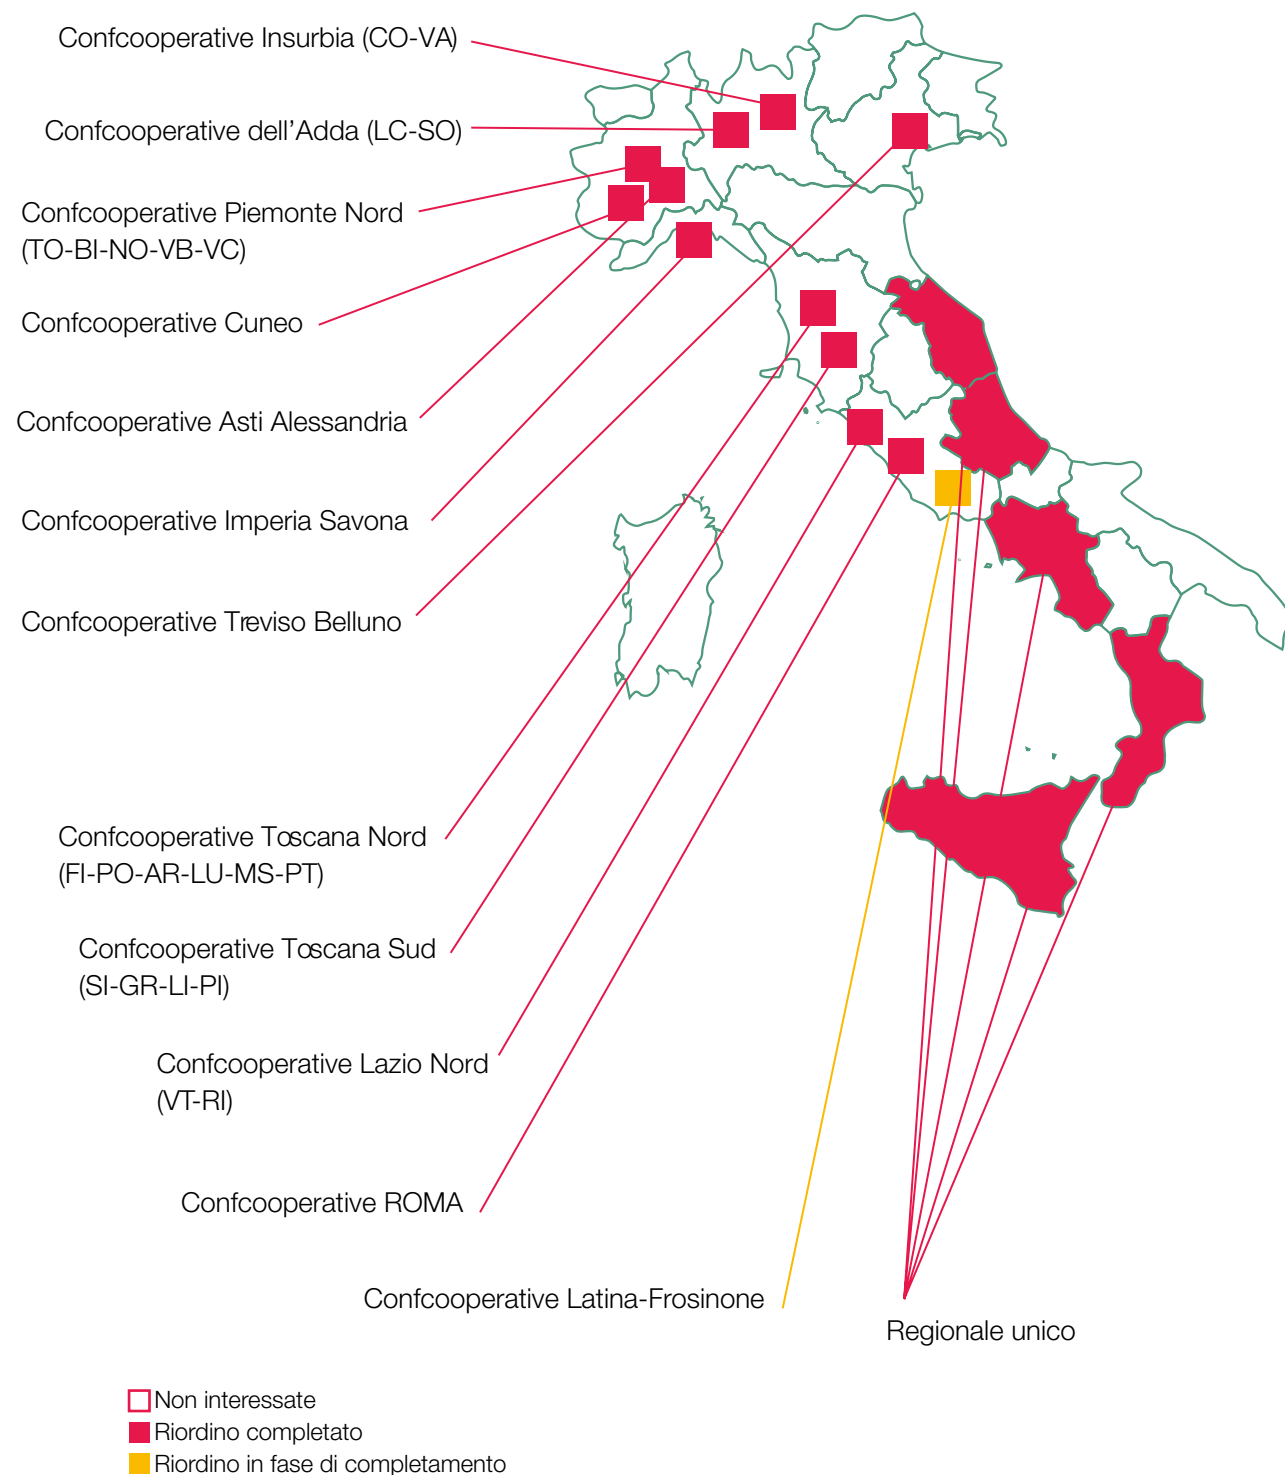 Confcooperative Insurbia (CO-VA)
Confcooperative dell'Adda (LC-SO)
Confcooperative Piemonte Nord
(TO-BI-NO-VB-VC)
Confcooperative Cuneo
Confcooperative Asti Alessandria
Confcooperative Imperia Savona
Confcooperative Treviso Belluno
Confcooperative Toscana Nord
(FI-PO-AR-LU-MS-PT)
Confcooperative Toscana Sud
(SI-GR-LI-PI)
Confcooperative Lazio Nord
(VT-RI)
Confcooperative ROMA
Confcooperative Latina-Frosinone
Regionale unico
Non interessate
Riordino completato
Riordino in fase di completamento